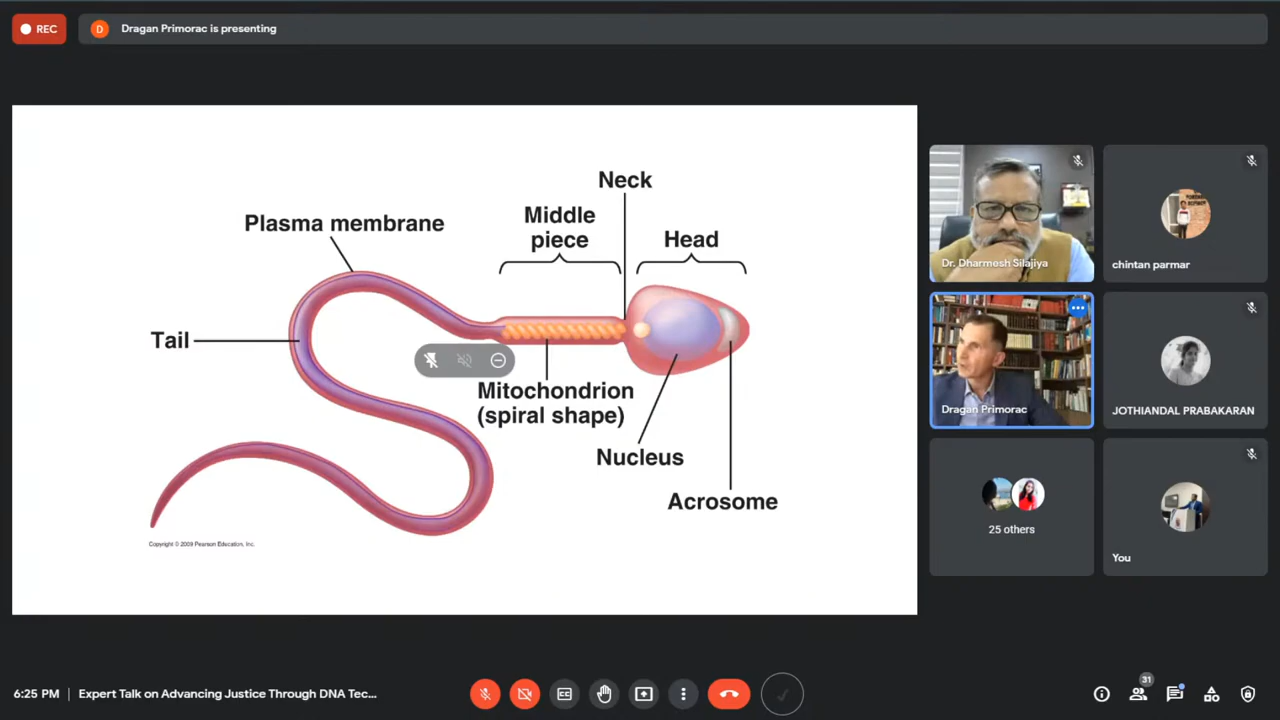 REC
D
Dragan Primorac is presenting
Neck
Plasma membrane
Middle
piece
Head
Tail
Mitochondrion
(spiral shape)
Nucleus
Acrosome
Copyright © 2009 Pearson Education, Inc.
Dr. Dharmesh Silajiya
chintan parmar
Dragan Primorac
JOTHIANDAL PRABAKARAN
25 others
You
6:25 PM | Expert Talk on Advancing Justice Through DNA Tec...
CC
31